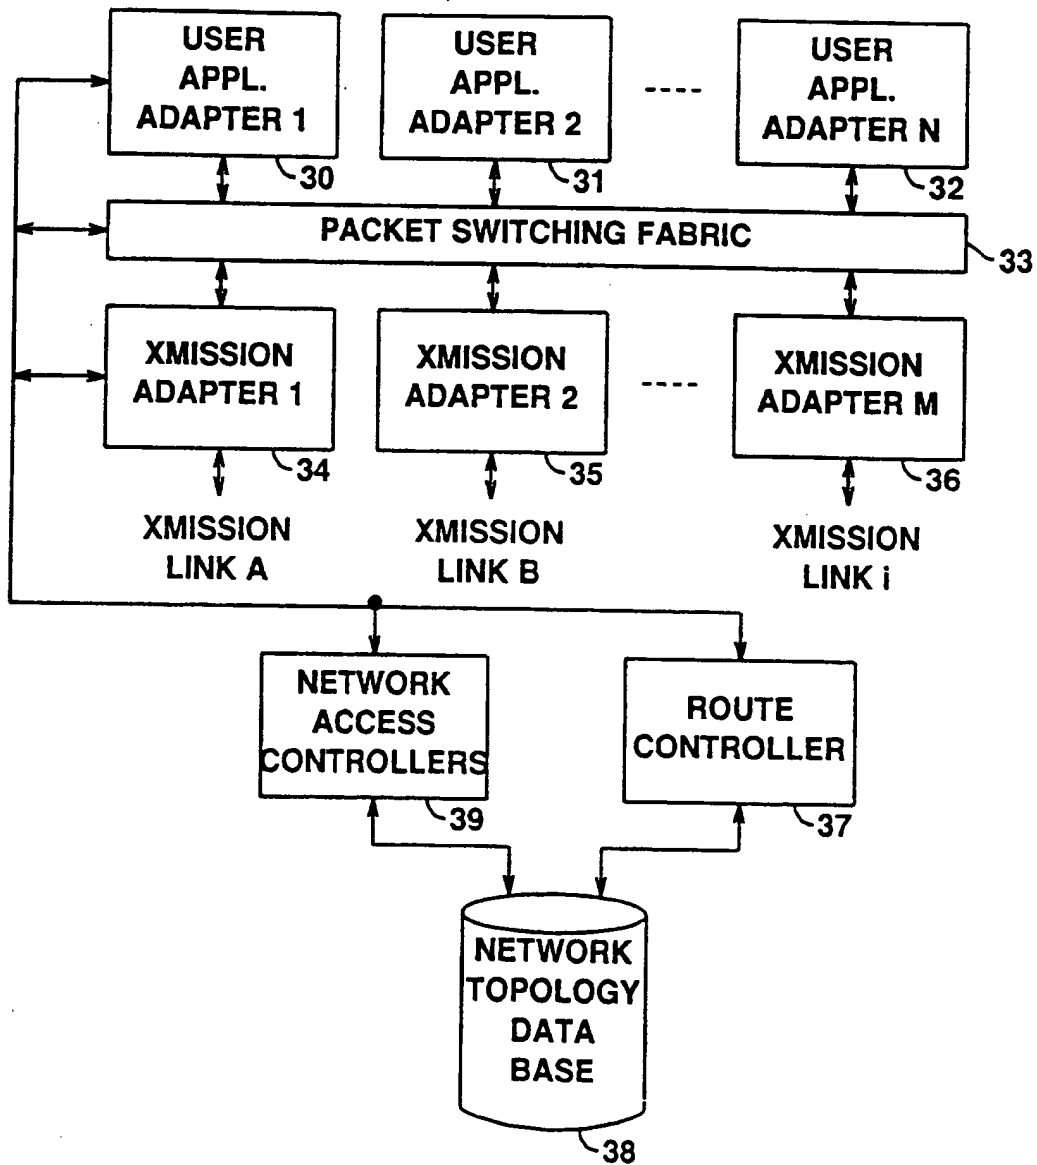 USER
APPL.
ADAPTER 1
30
USER
APPL.
ADAPTER 2
31
USER
APPL.
ADAPTER N
32
PACKET SWITCHING FABRIC
33
XMISSION
ADAPTER 1
34
XMISSION
ADAPTER 2
35
XMISSION
ADAPTER M
36
XMISSION
LINK A
XMISSION
LINK B
XMISSION
LINK i
NETWORK
ACCESS
CONTROLLERS
39
ROUTE
CONTROLLER
37
NETWORK
TOPOLOGY
DATA
BASE
38